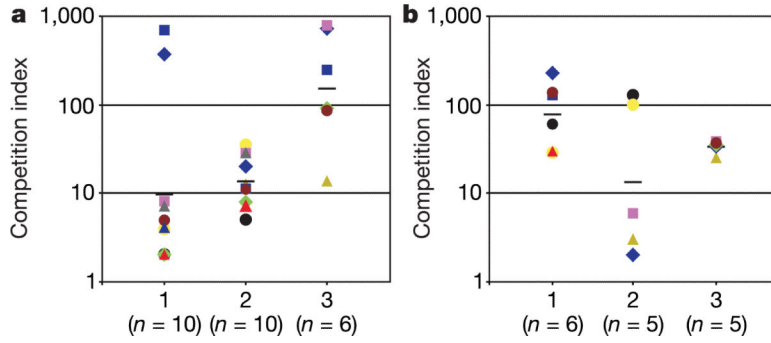 a
Competition index
1,000
100
10
1
1 2 3
(n = 10) (n = 10) (n = 6)
b
Competition index
1,000
100
10
1
1 2 3
(n = 6) (n = 5) (n = 5)